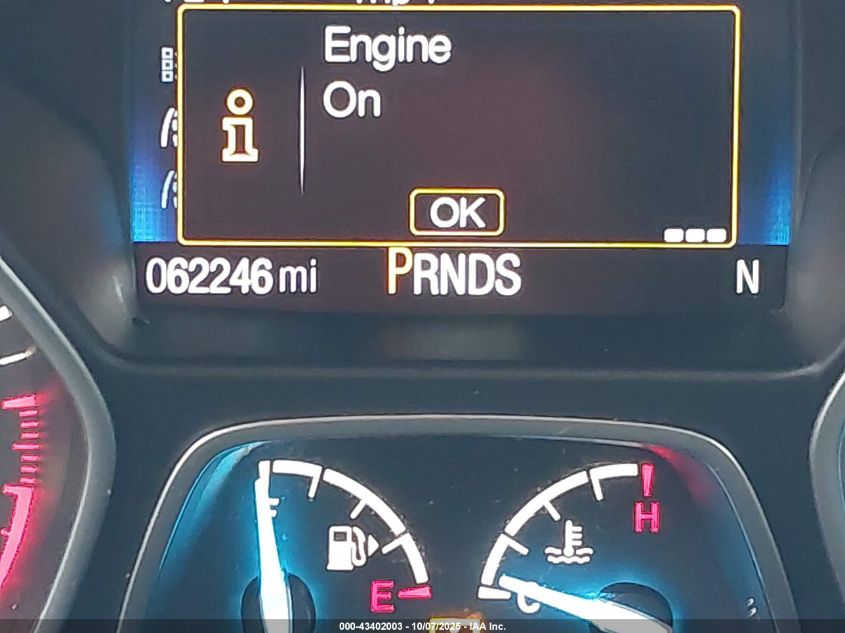 Engine
On
OK
062246 mi PRNDS N
F
H
E
C
000-43402003 - 10/07/2025 - IAA Inc.